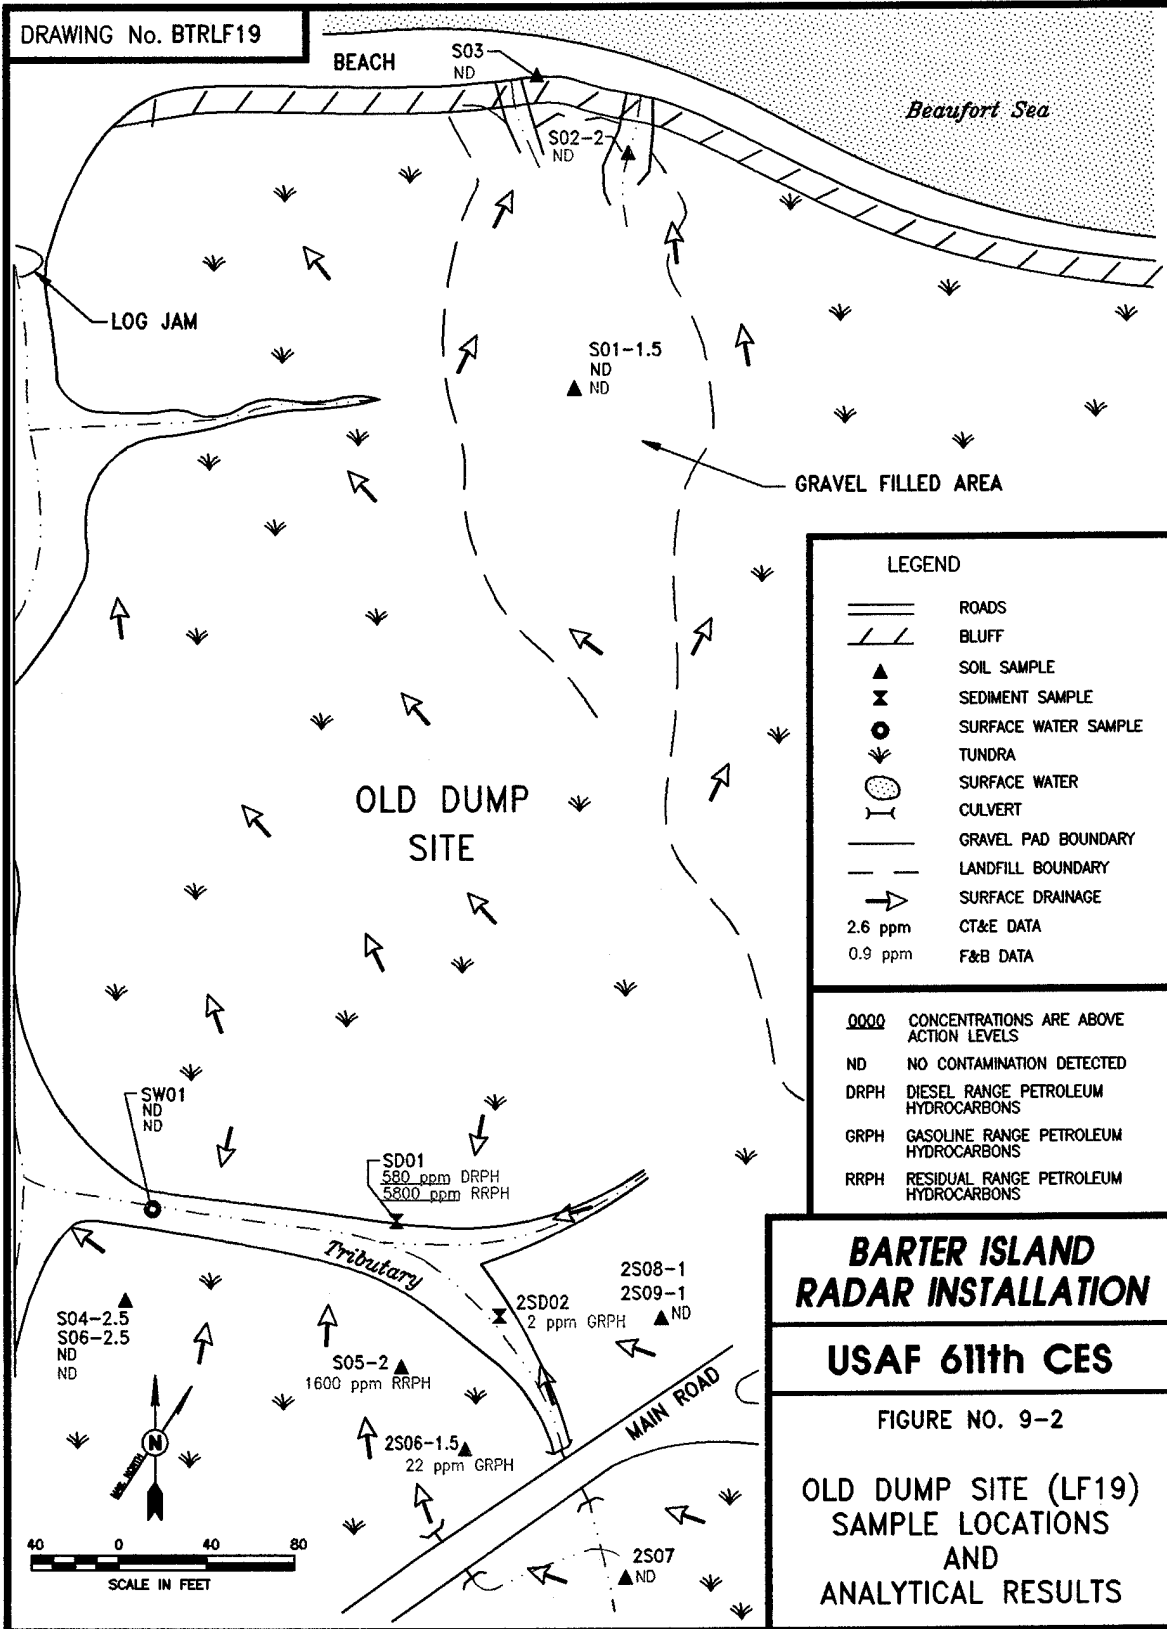 DRAWING No. BTRLF19
BEACH
S03
ND
Beaufort Sea
S02-2
ND
LOG JAM
S01-1.5
ND
ND
GRAVEL FILLED AREA
LEGEND
ROADS
BLUFF
SOIL SAMPLE
SEDIMENT SAMPLE
SURFACE WATER SAMPLE
TUNDRA
SURFACE WATER
CULVERT
GRAVEL PAD BOUNDARY
LANDFILL BOUNDARY
SURFACE DRAINAGE
2.6 ppm CT&E DATA
0.9 ppm F&B DATA
OLD DUMP
SITE
0000 CONCENTRATIONS ARE ABOVE
ACTION LEVELS
ND NO CONTAMINATION DETECTED
DRPH DIESEL RANGE PETROLEUM
HYDROCARBONS
GRPH GASOLINE RANGE PETROLEUM
HYDROCARBONS
RRPH RESIDUAL RANGE PETROLEUM
HYDROCARBONS
SW01
ND
ND
SD01
580 ppm DRPH
5800 ppm RRPH
Tributary
2SD02
2 ppm GRPH
2S08-1
2S09-1
ND
S04-2.5
S06-2.5
ND
ND
S05-2
1600 ppm RRPH
2S06-1.5
22 ppm GRPH
MAIN ROAD
2S07
ND
N
MAG. NORTH
40 0 40 80
SCALE IN FEET
BARTER ISLAND
RADAR INSTALLATION
USAF 611th CES
FIGURE NO. 9-2
OLD DUMP SITE (LF19)
SAMPLE LOCATIONS
AND
ANALYTICAL RESULTS